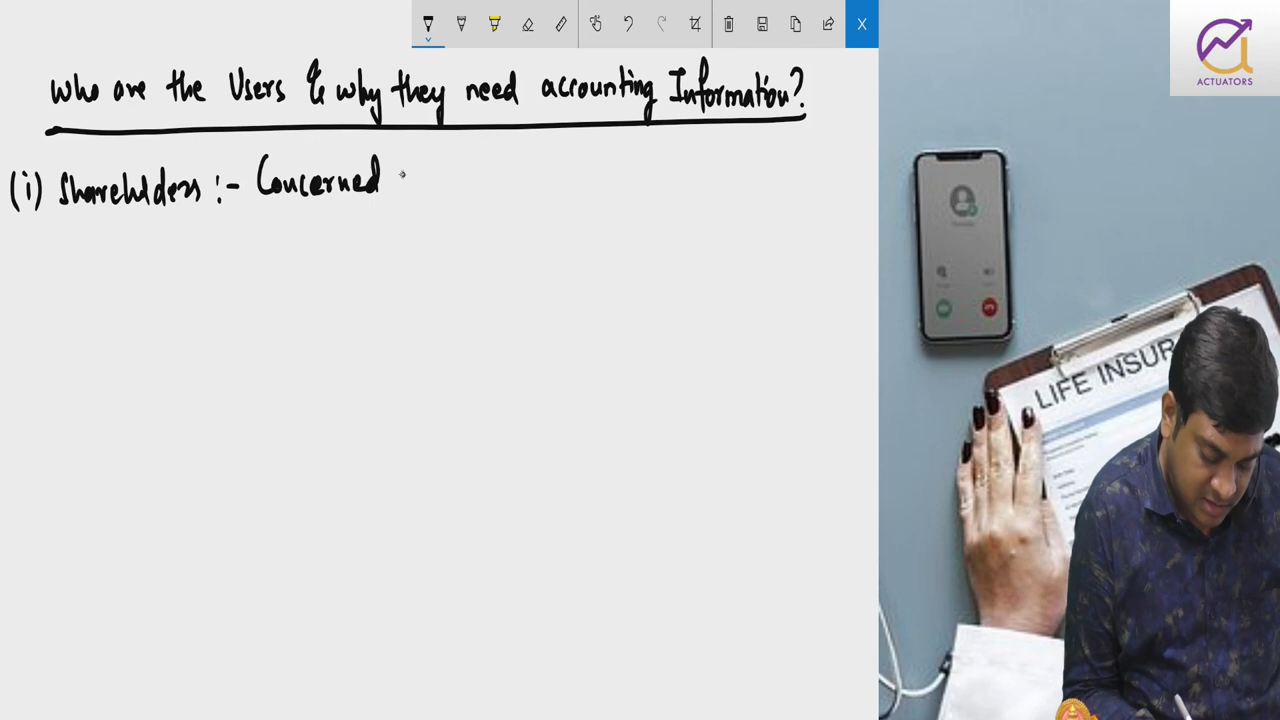 Who are the Users & why they need accounting Information?
(i) Shareholders :- Concerned
ACTUATORS
LIFE INSUR